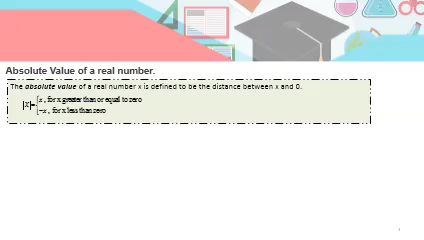 Absolute Value of a real number.
The absolute value of a real number x is defined to be the distance between x and 0.
|x| = { x, for x greater than or equal to zero
−x, for x less than zero